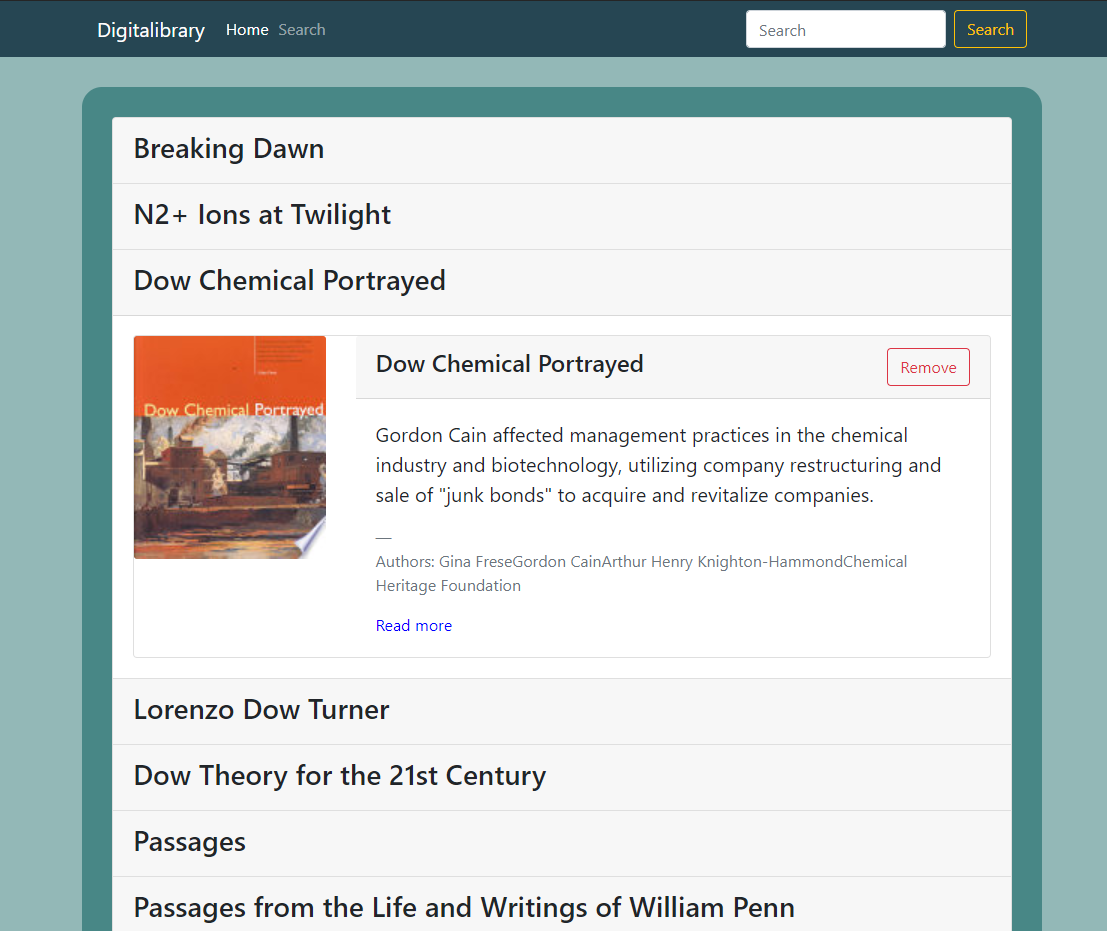 Digitalibrary Home Search Search Search
Breaking Dawn
N2+ Ions at Twilight
Dow Chemical Portrayed
Dow Chemical Portrayed
Dow Chemical Portrayed
Remove
Gordon Cain affected management practices in the chemical
industry and biotechnology, utilizing company restructuring and
sale of "junk bonds" to acquire and revitalize companies.
—
Authors: Gina FreseGordon CainArthur Henry Knighton-HammondChemical
Heritage Foundation
Read more
Lorenzo Dow Turner
Dow Theory for the 21st Century
Passages
Passages from the Life and Writings of William Penn